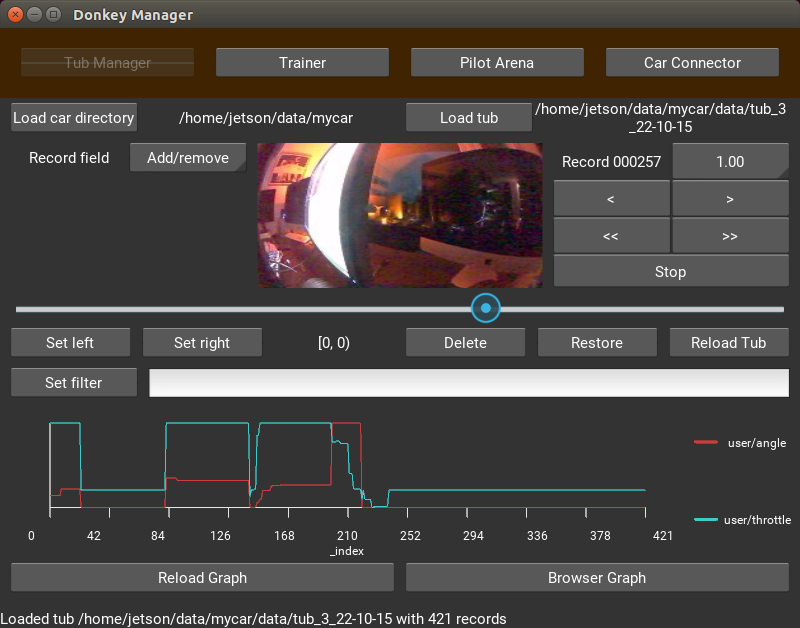 Donkey Manager
Tub Manager
Trainer
Pilot Arena
Car Connector
Load car directory
/home/jetson/data/mycar
Load tub
/home/jetson/data/mycar/data/tub_3
_22-10-15
Record field
Add/remove
Record 000257
1.00
<
>
<<
>>
Stop
Set left
Set right
[0, 0)
Delete
Restore
Reload Tub
Set filter
user/angle
user/throttle
0 42 84 126 168 210 252 294 336 378 421
_index
Reload Graph
Browser Graph
Loaded tub /home/jetson/data/mycar/data/tub_3_22-10-15 with 421 records